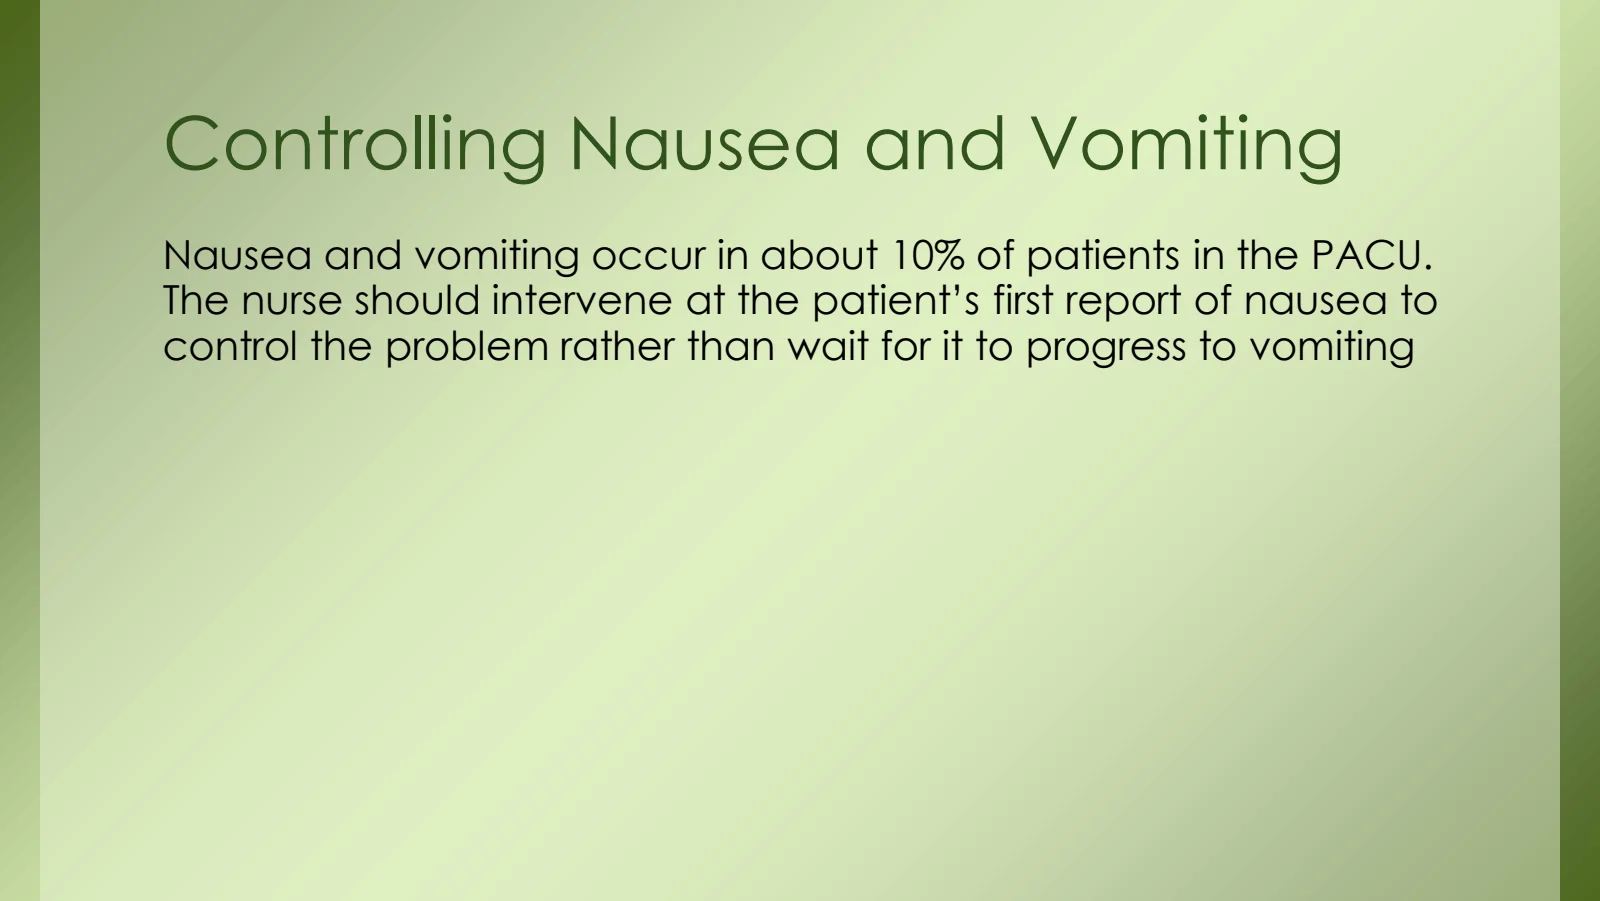 Controlling Nausea and Vomiting
Nausea and vomiting occur in about 10% of patients in the PACU.
The nurse should intervene at the patient’s first report of nausea to
control the problem rather than wait for it to progress to vomiting